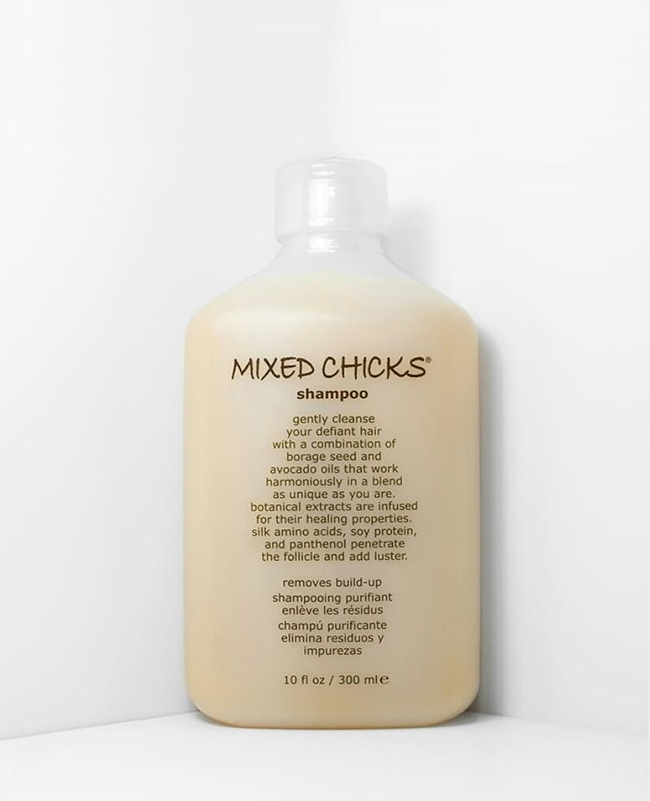 MIXED CHICKS®
shampoo
gently cleanse
your defiant hair
with a combination of
borage seed and
avocado oils that work
harmoniously in a blend
as unique as you are.
botanical extracts are infused
for their healing properties.
silk amino acids, soy protein,
and panthenol penetrate
the follicle and add luster.
removes build-up
shampooing purifiant
enlève les résidus
champú purificante
elimina residuos y
impurezas
10 fl oz / 300 ml℮